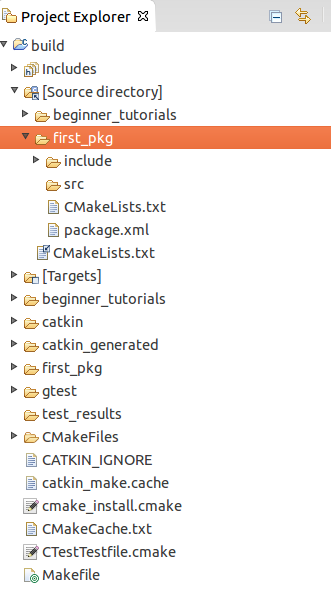 Project Explorer
build
Includes
[Source directory]
beginner_tutorials
first_pkg
include
src
CMakeLists.txt
package.xml
CMakeLists.txt
[Targets]
beginner_tutorials
catkin
catkin_generated
first_pkg
gtest
test_results
CMakeFiles
CATKIN_IGNORE
catkin_make.cache
cmake_install.cmake
CMakeCache.txt
CTestTestfile.cmake
Makefile